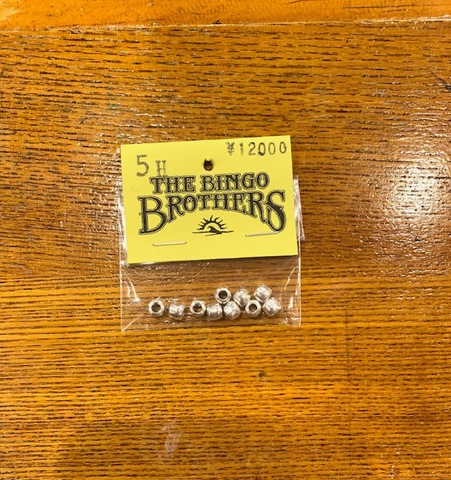 5H ¥12000
THE BINGO
BROTHERS